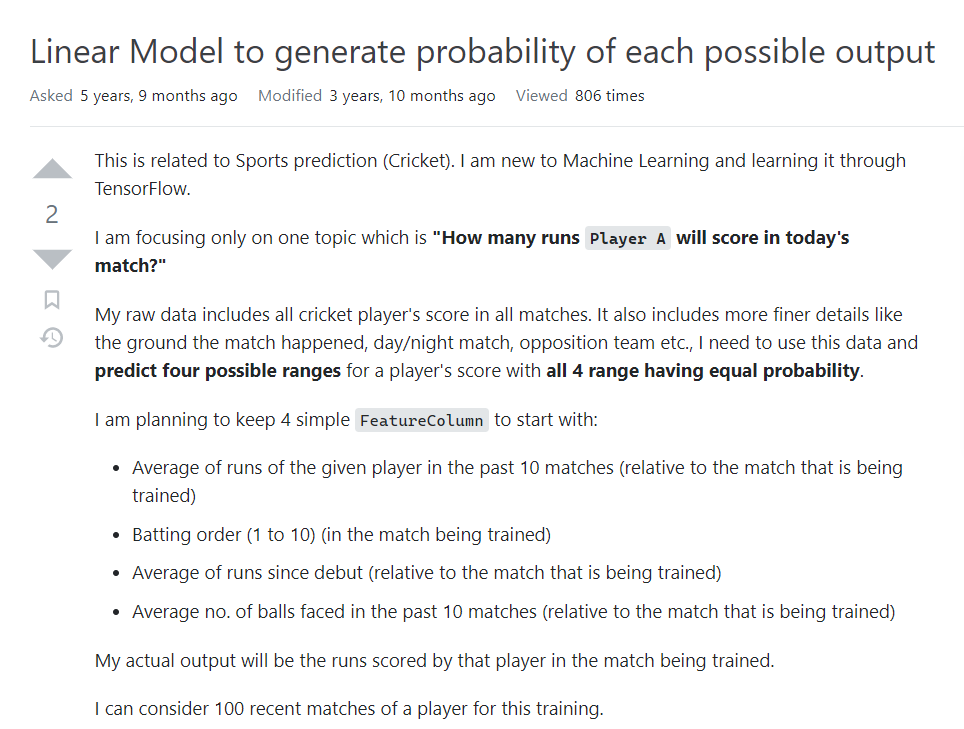 Linear Model to generate probability of each possible output
Asked 5 years, 9 months ago Modified 3 years, 10 months ago Viewed 806 times
This is related to Sports prediction (Cricket). I am new to Machine Learning and learning it through
TensorFlow.
2
I am focusing only on one topic which is "How many runs Player A will score in today's
match?"
My raw data includes all cricket player's score in all matches. It also includes more finer details like
the ground the match happened, day/night match, opposition team etc., I need to use this data and
predict four possible ranges for a player's score with all 4 range having equal probability.
I am planning to keep 4 simple FeatureColumn to start with:
• Average of runs of the given player in the past 10 matches (relative to the match that is being
trained)
• Batting order (1 to 10) (in the match being trained)
• Average of runs since debut (relative to the match that is being trained)
• Average no. of balls faced in the past 10 matches (relative to the match that is being trained)
My actual output will be the runs scored by that player in the match being trained.
I can consider 100 recent matches of a player for this training.